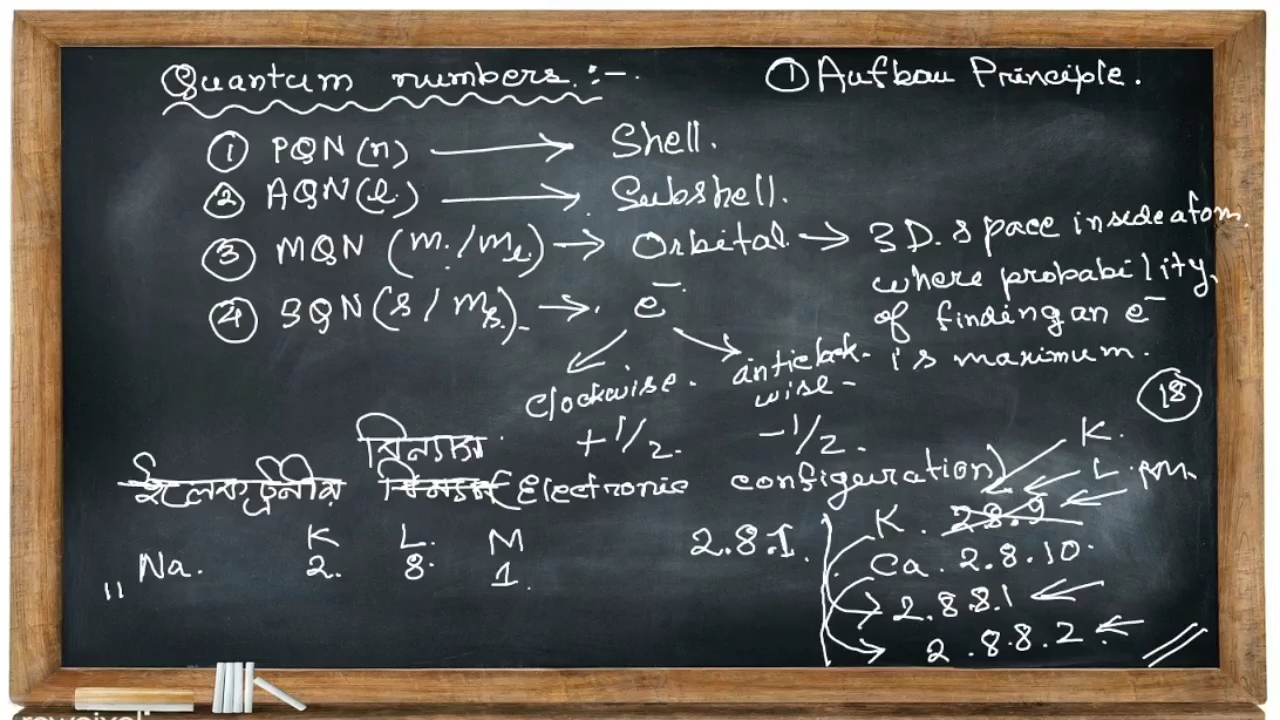 Quantum numbers :-.
① Aufbau Principle.
① PQN (n) → Shell.
② AQN (l) → Subshell.
③ MQN (m/mₗ) → Orbital → 3D. space inside atom
where probability,
of finding an e⁻
is maximum.
④ SQN (s/mₛ) → e⁻
clockwise.
anticlock-
wise-
+1/2.
-1/2.
18
K.
L.
M.
বিন্যাস
ইলেকট্রনীয় (Electronic configuration)
K L. M
Na. 2. 8. 1.
2.8.1.
K. 2 8.9
Ca. 2.8.10.
2.8.8.1
2.8.8.2
11